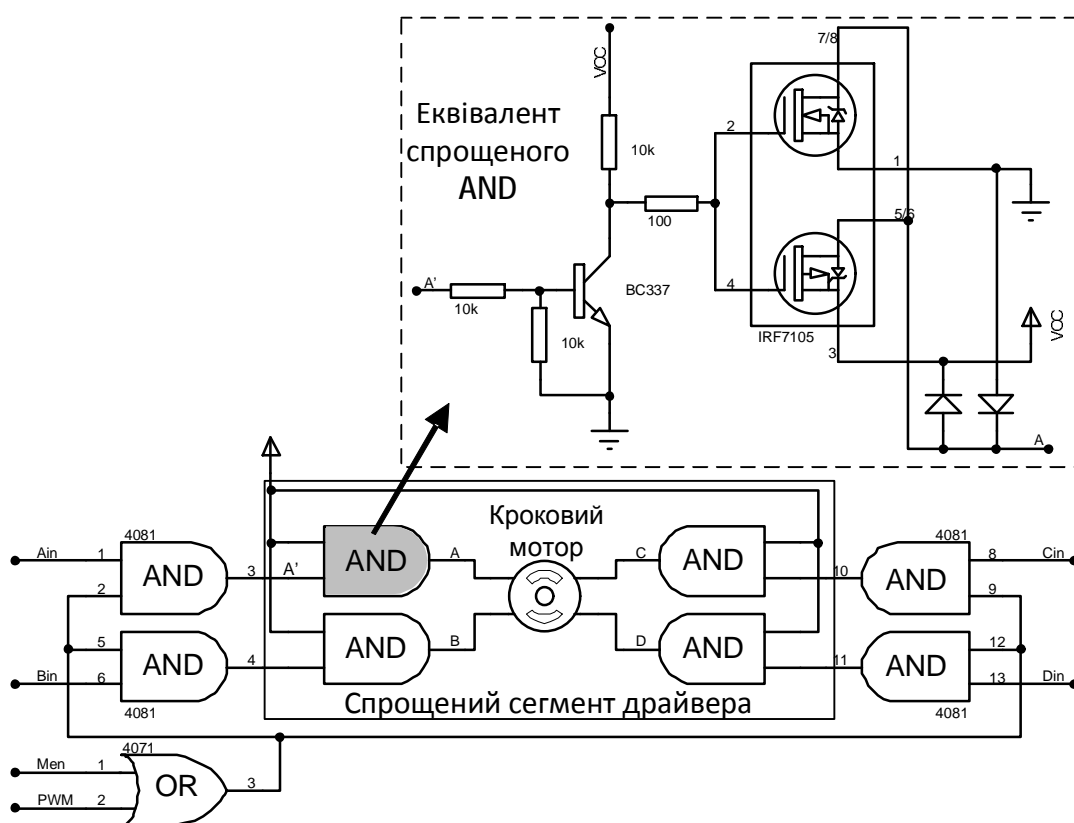 7/8
VCC
Еквівалент
спрощеного
AND
10k
2
1
100
5/6
A'
BC337
4
10k
10k
IRF7105
3
VCC
A
Кроковий
мотор
4081
4081
Ain
1
AND
3
A'
AND
A
C
AND
10
AND
8
Cin
2
9
5
AND
4
AND
B
D
AND
11
AND
12
Bin
6
13
Din
4081
Спрощий сегмент драйвера
4081
4071
Men
1
OR
3
PWM
2